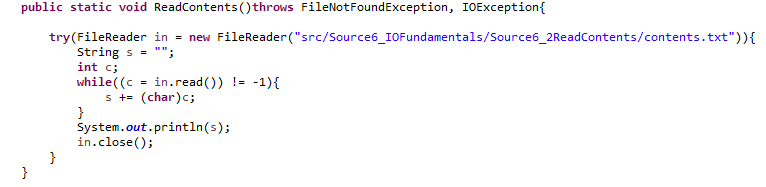 public static void ReadContents()throws FileNotFoundException, IOException{
try(FileReader in = new FileReader("src/Source6_IOFundamentals/Source6_2ReadContents/contents.txt")){
String s = "";
int c;
while((c = in.read()) != -1){
s += (char)c;
}
System.out.println(s);
in.close();
}
}